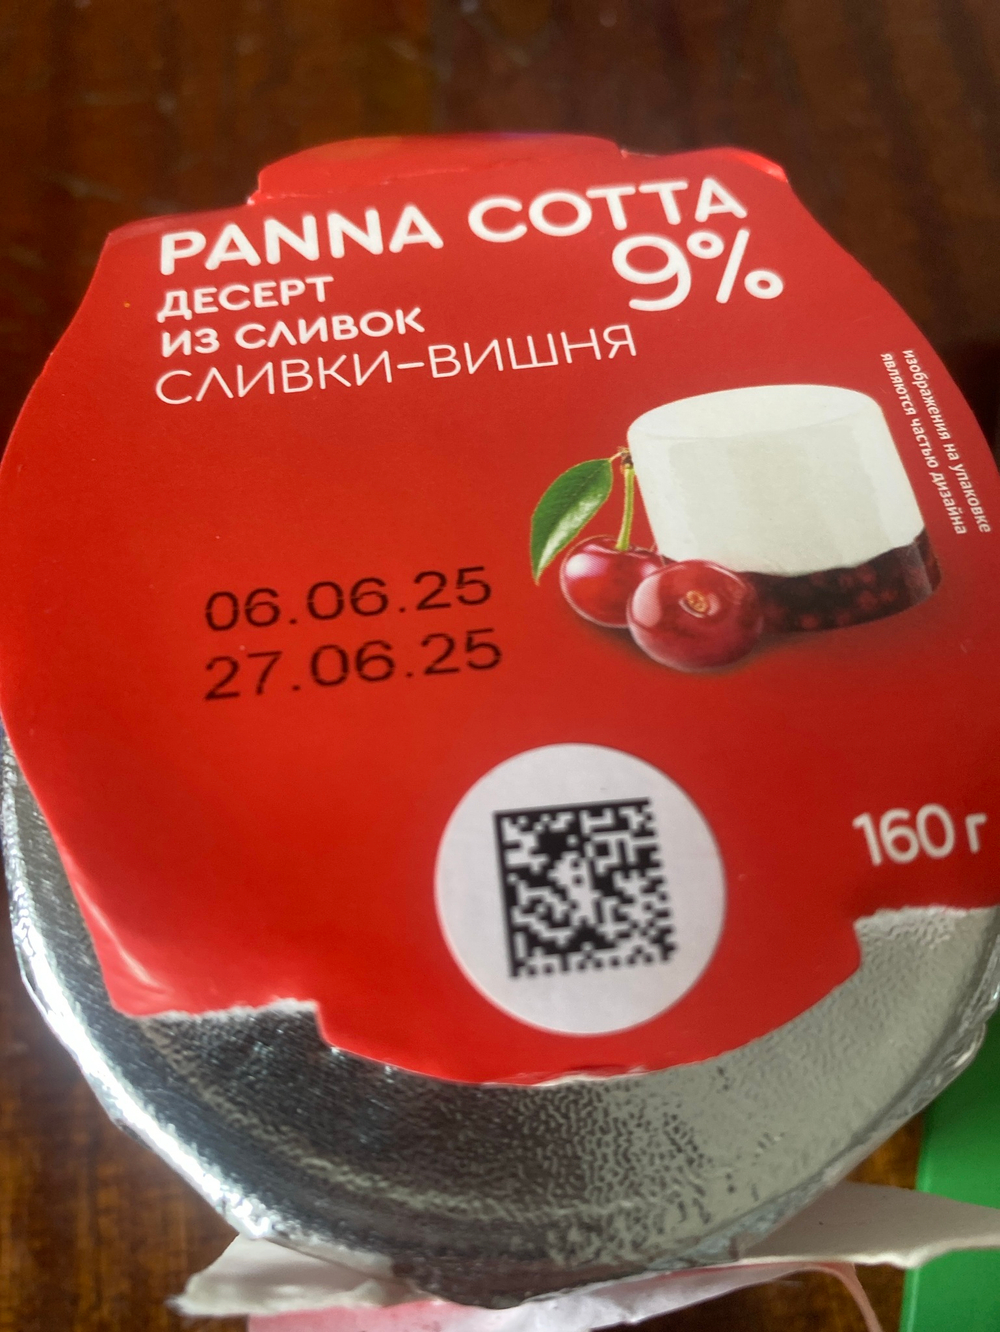 PANNA COTTA
9%
ДЕСЕРТ
ИЗ СЛИВОК
СЛИВКИ-ВИШНЯ
изображения на упаковке
являются частью дизайна
06.06.25
27.06.25
160 г